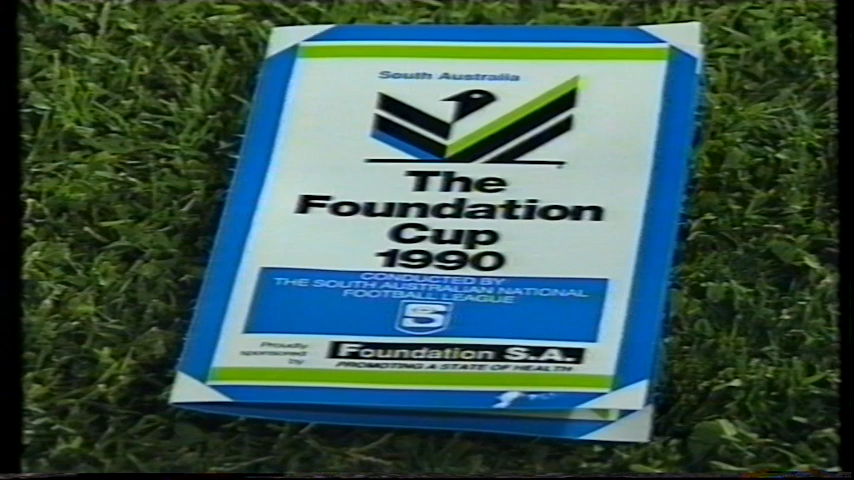 South Australia
The
Foundation
Cup
1990
CONDUCTED BY
THE SOUTH AUSTRALIAN NATIONAL
FOOTBALL LEAGUE
S
Proudly
sponsored
by
Foundation S.A.
PROMOTING A STATE OF HEALTH